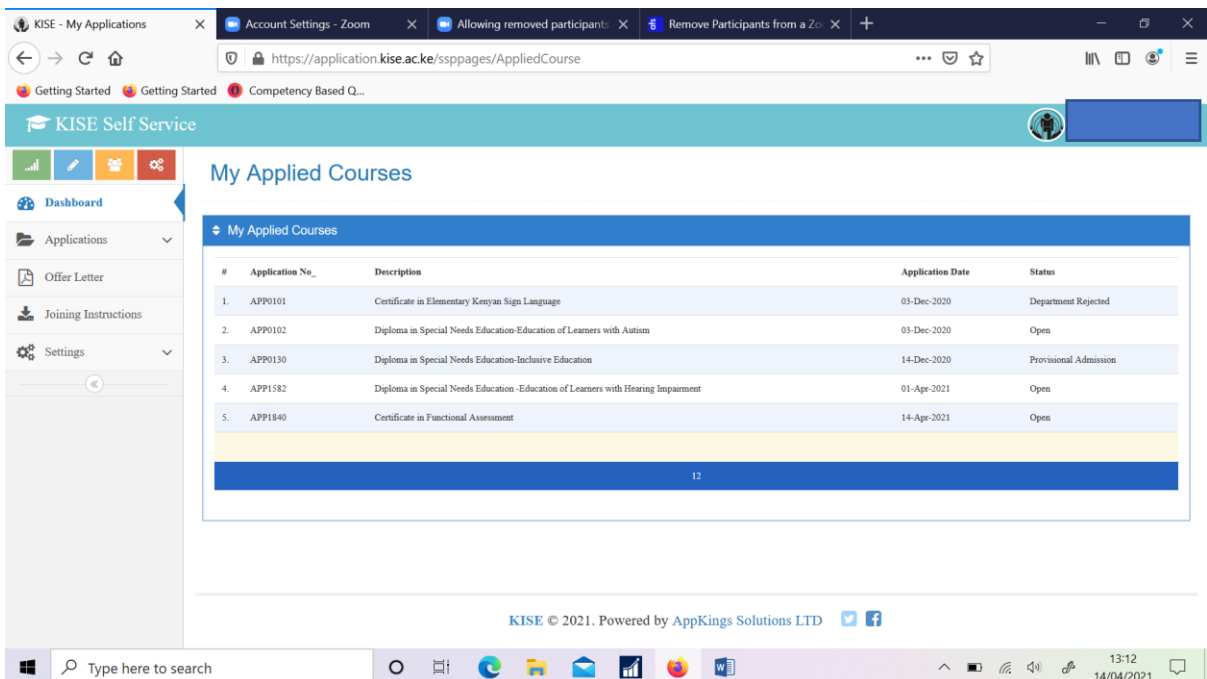 KISE - My Applications
Account Settings - Zoom
Allowing removed participants
Remove Participants from a Zo
https://application.kise.ac.ke/ssppages/AppliedCourse
Getting Started
Getting Started
Competency Based Q...
KISE Self Service
Dashboard
Applications
Offer Letter
Joining Instructions
Settings
My Applied Courses
My Applied Courses
# Application No_ Description Application Date Status
1. APP0101 Certificate in Elementary Kenyan Sign Language 03-Dec-2020 Department Rejected
2. APP0102 Diploma in Special Needs Education-Education of Learners with Autism 03-Dec-2020 Open
3. APP0130 Diploma in Special Needs Education-Inclusive Education 14-Dec-2020 Provisional Admission
4. APP1582 Diploma in Special Needs Education -Education of Learners with Hearing Impairment 01-Apr-2021 Open
5. APP1840 Certificate in Functional Assessment 14-Apr-2021 Open
12
KISE © 2021. Powered by AppKings Solutions LTD
Type here to search
13:12
14/04/2021